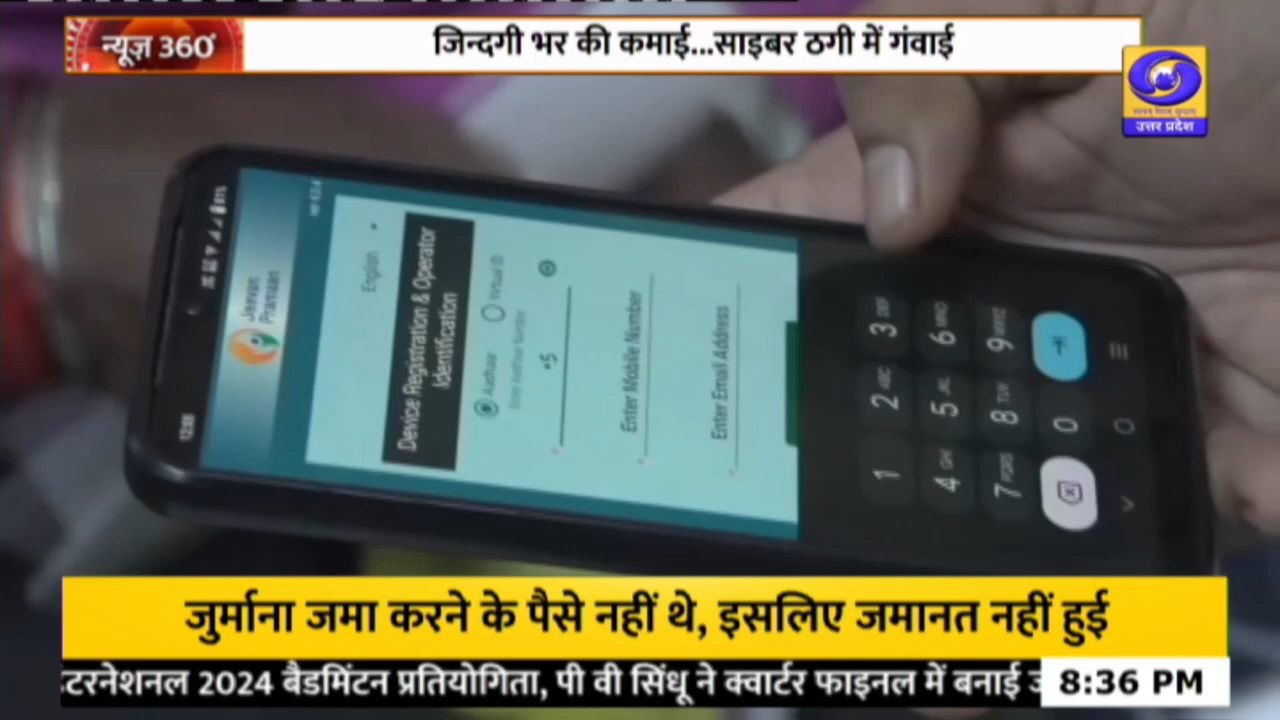 न्यूज़ 360°
जिन्दगी भर की कमाई...साइबर ठगी में गंवाई
उत्तर प्रदेश
12:55
81%
Jeevan
Pramaan
English
Device Registration & Operator
Identification
Aadhaar
Virtual ID
Enter Aadhaar Number
Enter Mobile Number
Enter Email Address
1
2 ABC
3 DEF
4 GHI
5 JKL
6 MNO
7 PQRS
8 TUV
9 WXYZ
0
जुर्माना जमा करने के पैसे नहीं थे, इसलिए जमानत नहीं हुई
टरनेशनल 2024 बैडमिंटन प्रतियोगिता, पी वी सिंधू ने क्वार्टर फाइनल में बनाई
8:36 PM